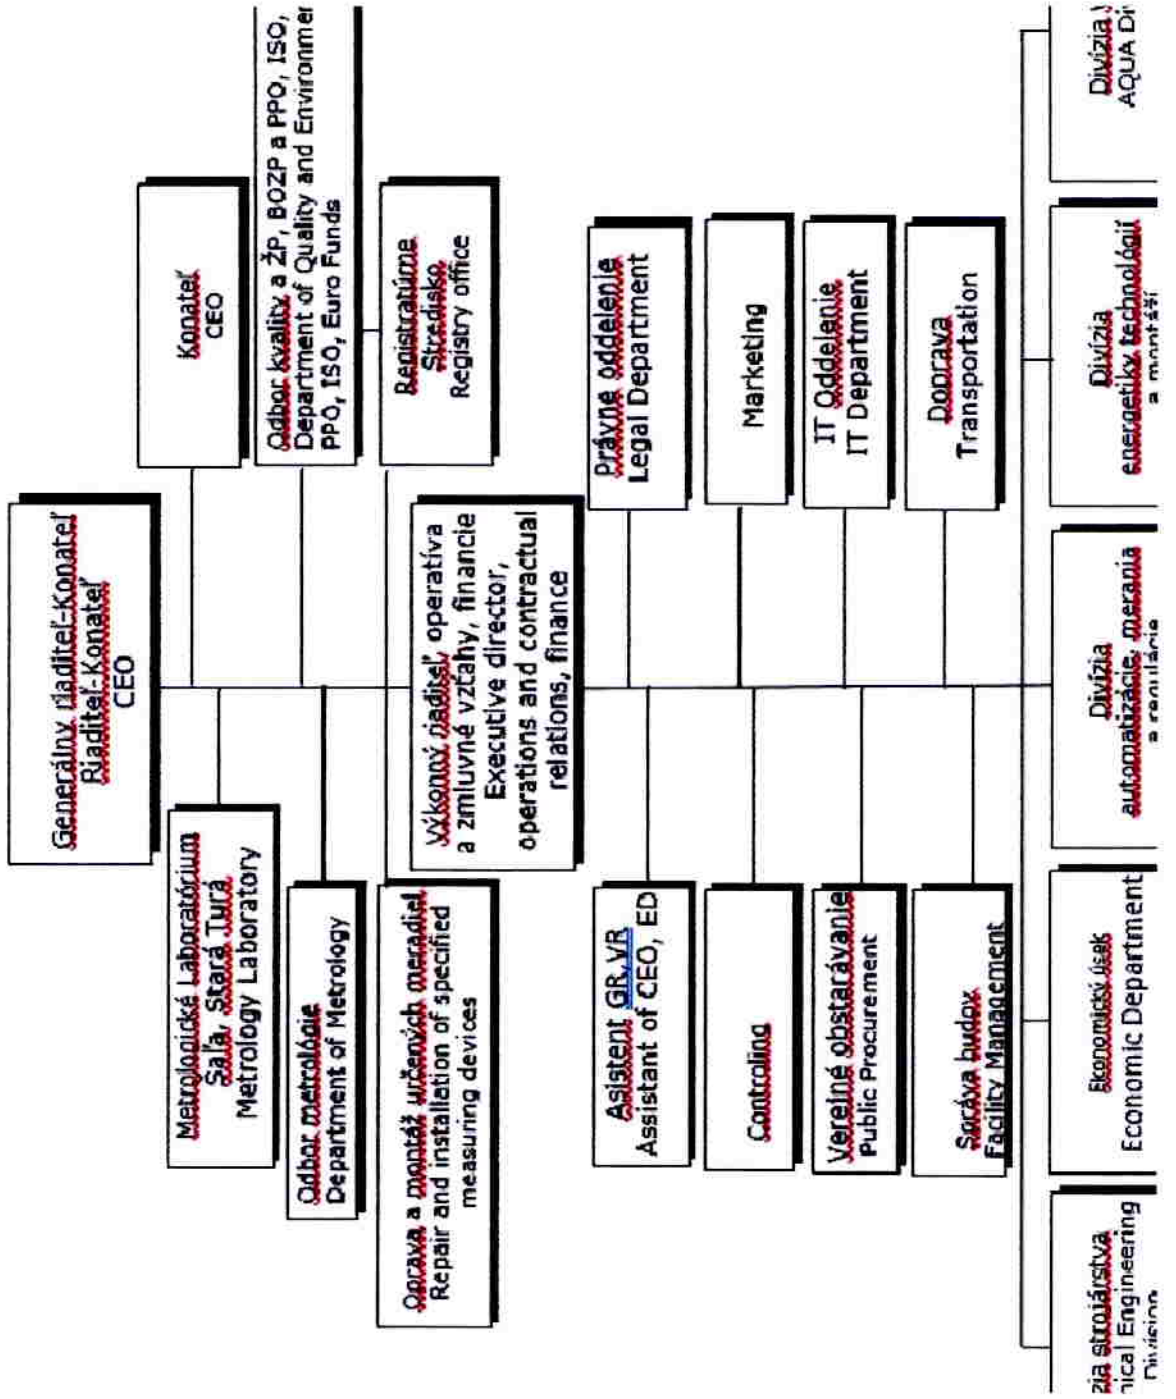 Generálny riaditeľ-Konateľ
Riaditeľ-Konateľ
CEO
Konateľ
CEO
Metrologické Laboratórium
Šaľa, Stará Turá
Metrology Laboratory
Odbor kvality a ŽP, BOZP a PPO, ISO,
Department of Quality and Environmen
PPO, ISO, Euro Funds
Odbor metrológie
Department of Metrology
Registratúrne
Stredisko
Registry office
Oprava a montáž určených meradiel
Repair and installation of specified
measuring devices
Výkonný riaditeľ, operatíva
a zmluvné vzťahy, financie
Executive director,
operations and contractual
relations, finance
Asistent GR,VR
Assistant of CEO, ED
Právne oddelenie
Legal Department
Controling
Marketing
Verejné obstarávanie
Public Procurement
IT Oddelenie
IT Department
Správa budov
Facility Management
Doprava
Transportation
zia strojárstva
nical Engineering
Division
Ekonomický úsek
Economic Department
Divízia
automatizácie, merania
a regulácie
Divízia
energetiky technológií
a montáží
Divízia
AQUA Di